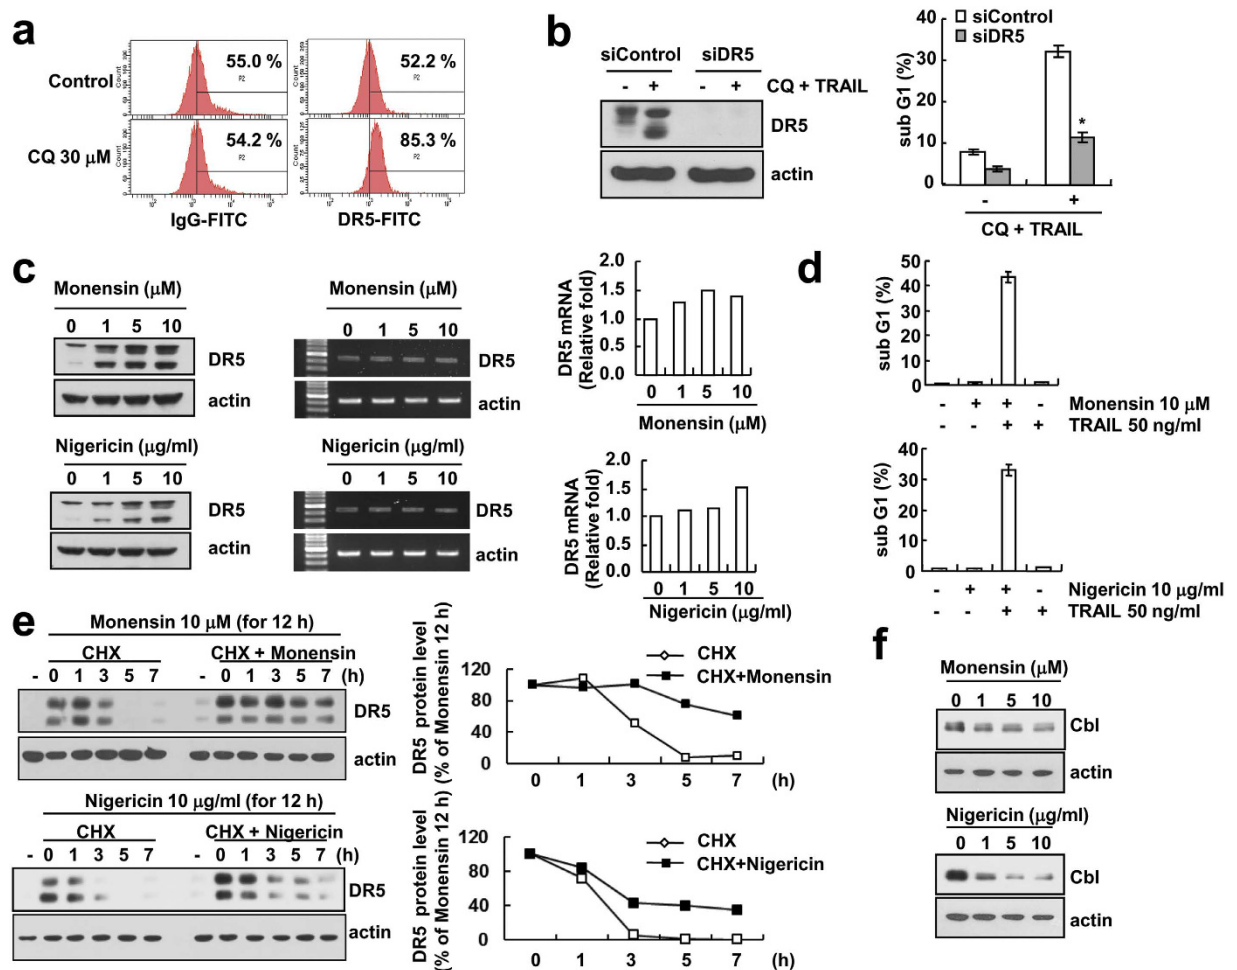 a
Control
55.0 %
P2
52.2 %
P2
CQ 30 μM
54.2 %
P2
85.3 %
P2
Count
Count
Count
Count
IgG-FITC
DR5-FITC
b
siControl siDR5
- + - + CQ + TRAIL
DR5
actin
sub G1 (%)
40
30
20
10
0
siControl
siDR5
*
- +
CQ + TRAIL
c
Monensin (μM)
0 1 5 10
DR5
actin
Monensin (μM)
0 1 5 10
DR5
actin
DR5 mRNA
(Relative fold)
2.0
1.5
1.0
0.5
0.0
0 1 5 10
Monensin (μM)
Nigericin (μg/ml)
0 1 5 10
DR5
actin
Nigericin (μg/ml)
0 1 5 10
DR5
actin
DR5 mRNA
(Relative fold)
2.0
1.5
1.0
0.5
0.0
0 1 5 10
Nigericin (μg/ml)
d
sub G1 (%)
50
40
30
20
10
0
- + + - Monensin 10 μM
- - + + TRAIL 50 ng/ml
sub G1 (%)
40
30
20
10
0
- + + - Nigericin 10 μg/ml
- - + + TRAIL 50 ng/ml
e
Monensin 10 μM (for 12 h)
CHX CHX + Monensin
- 0 1 3 5 7 - 0 1 3 5 7 (h)
DR5
actin
DR5 protein level
(% of Monensin 12 h)
120
80
40
0
CHX
CHX+Monensin
0 1 3 5 7 (h)
Nigericin 10 μg/ml (for 12 h)
CHX CHX + Nigericin
- 0 1 3 5 7 - 0 1 3 5 7 (h)
DR5
actin
DR5 protein level
(% of Monensin 12 h)
120
80
40
0
CHX
CHX+Nigericin
0 1 3 5 7 (h)
f
Monensin (μM)
0 1 5 10
Cbl
actin
Nigericin (μg/ml)
0 1 5 10
Cbl
actin